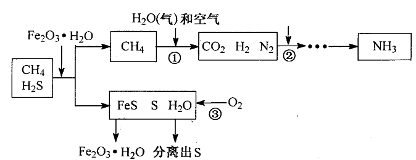 H₂O(气)和空气
Fe₂O₃·H₂O
CH₄
H₂S
CH₄
①
CO₂ H₂ N₂
②
NH₃
FeS S H₂O
③
O₂
Fe₂O₃·H₂O 分离出S